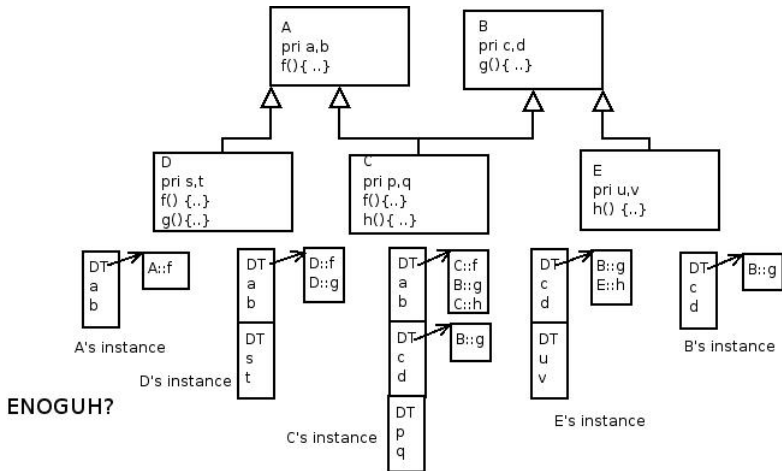 A
pri a,b
f(){ ..}
B
pri c,d
g(){ ..}
D
pri s,t
f() {..}
g(){..}
C
pri p,q
f(){..}
h(){ ..}
E
pri u,v
h() {..}
DT
a
b
A::f
A's instance
DT
a
b
D::f
D::g
DT
s
t
D's instance
DT
a
b
C::f
B::g
C::h
DT
c
d
B::g
DT
p
q
C's instance
DT
c
d
B::g
E::h
DT
u
v
E's instance
DT
c
d
B::g
B's instance
ENOGUH?